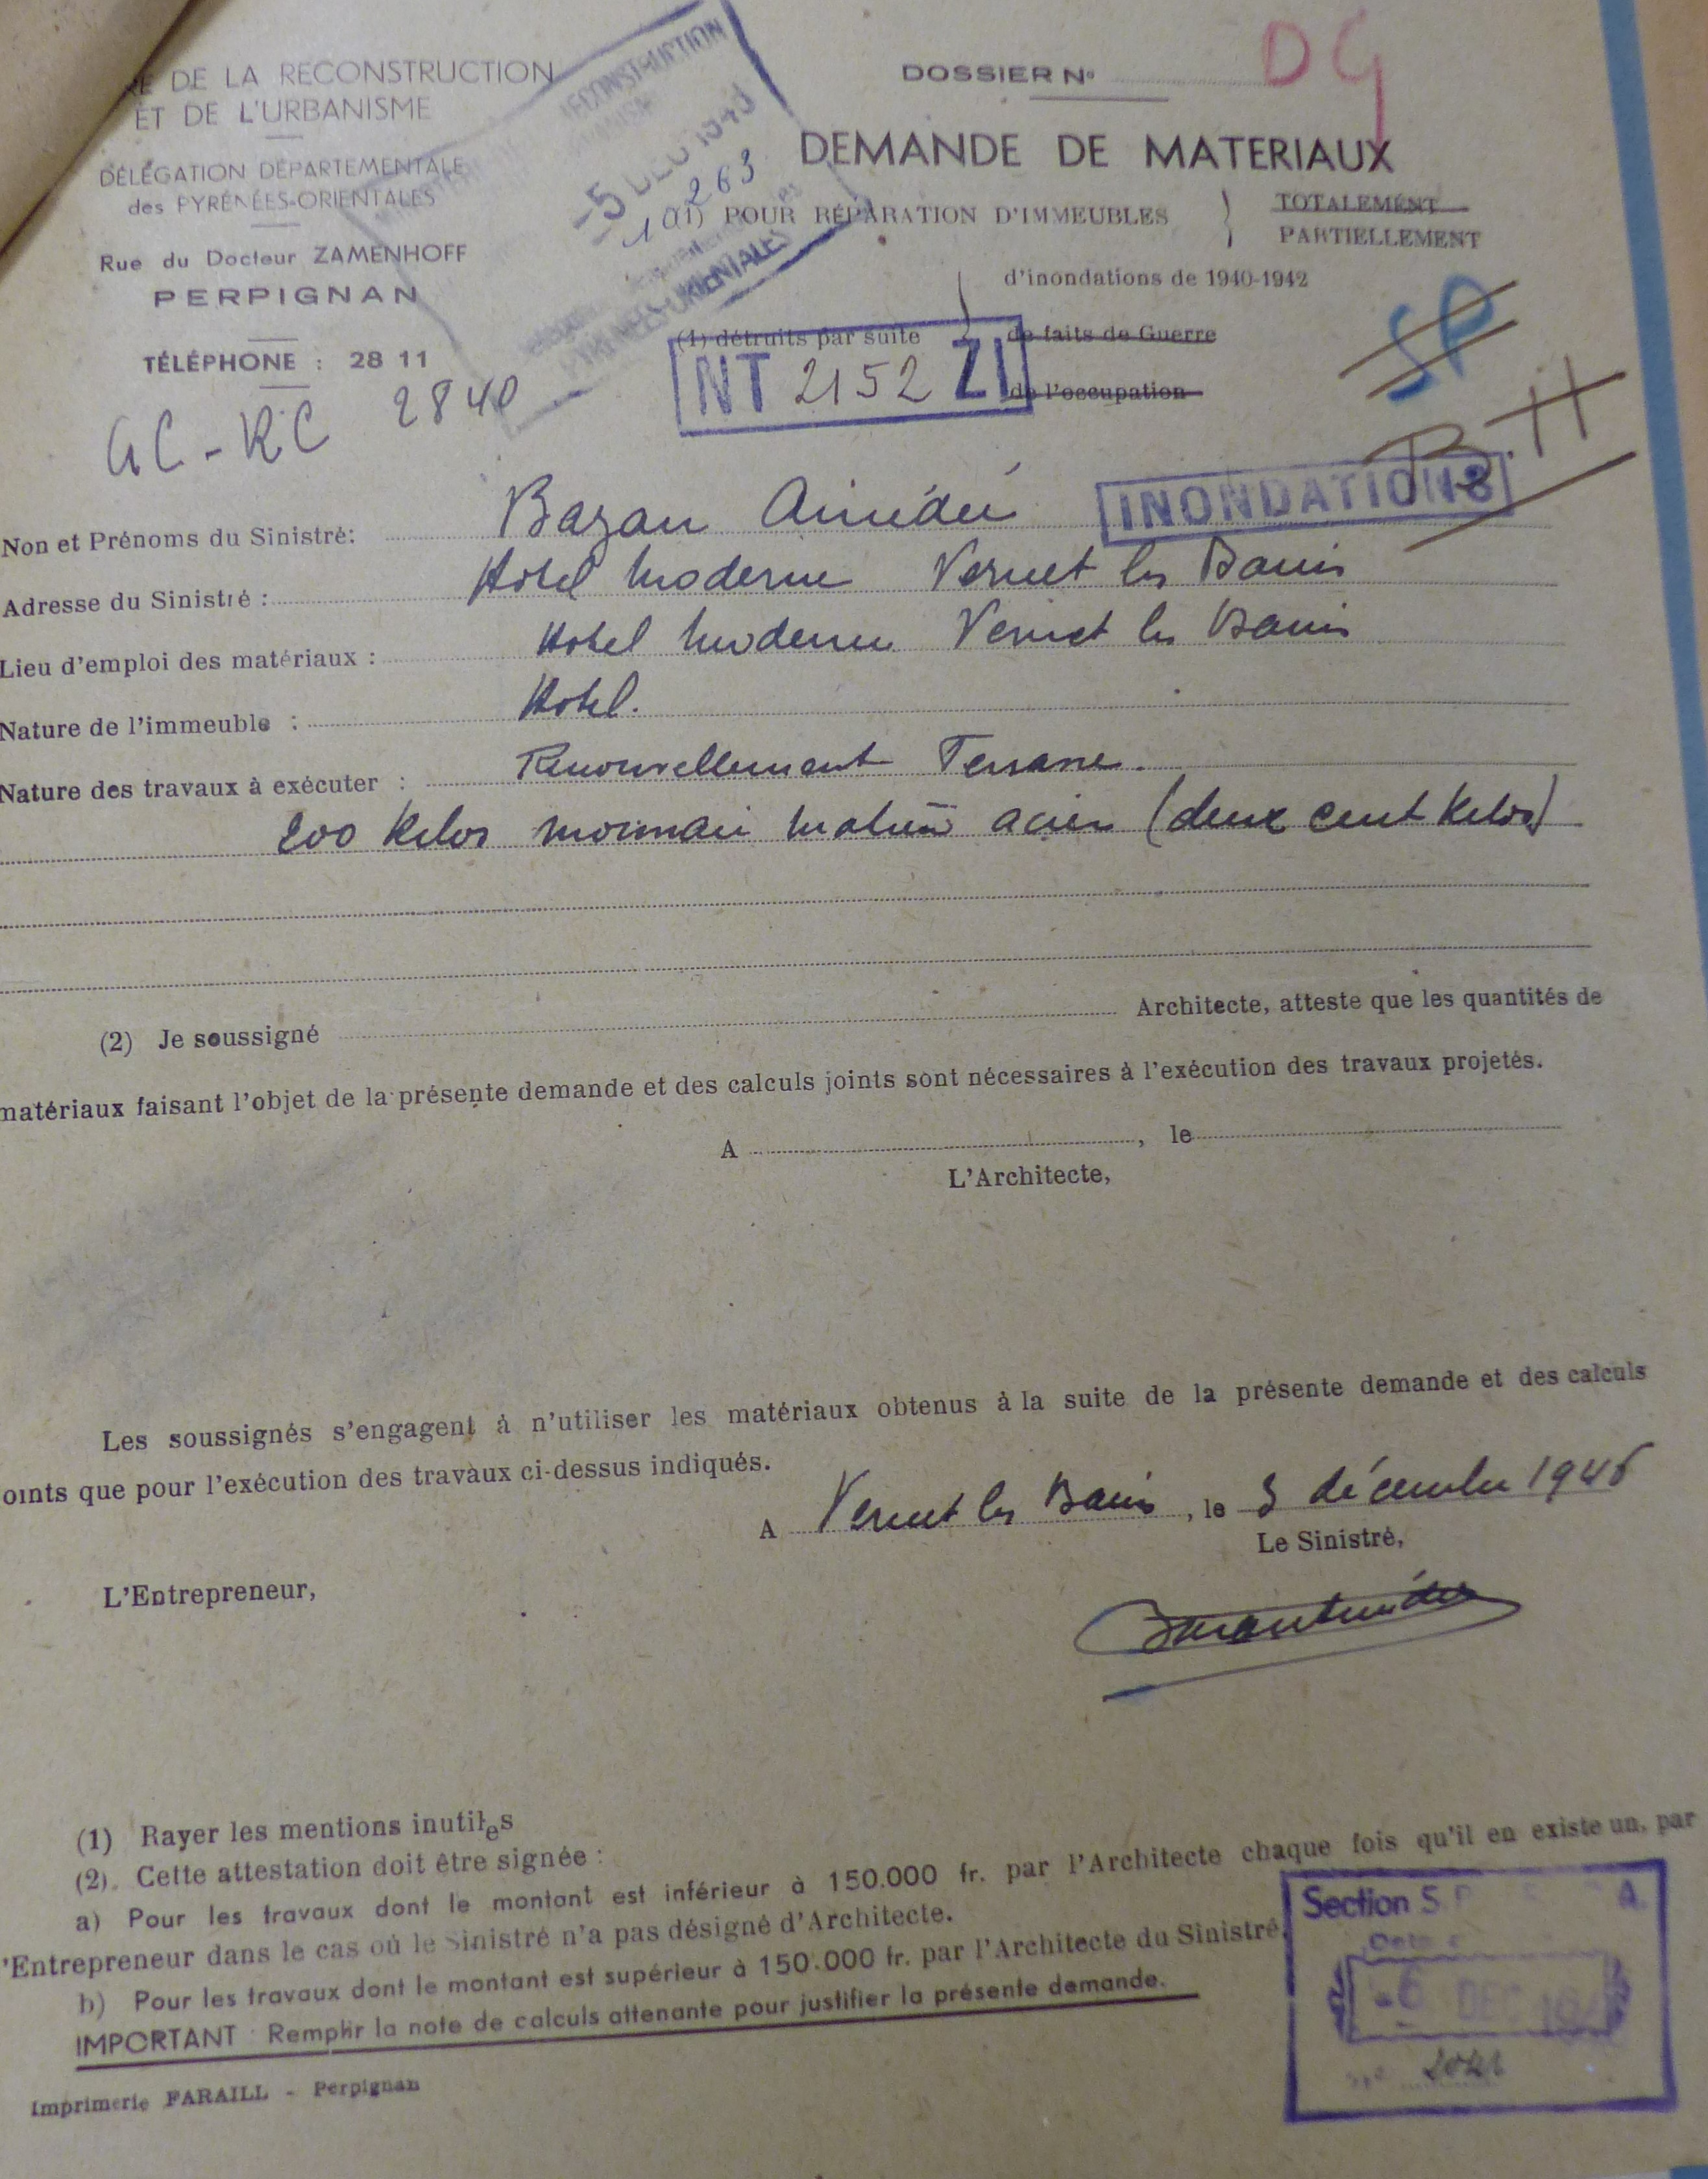 DE LA RECONSTRUCTION
ET DE L'URBANISME
DÉLÉGATION DÉPARTEMENTALE
des PYRÉNÉES-ORIENTALES
Rue du Docteur ZAMENHOFF
PERPIGNAN
TÉLÉPHONE : 28 11
GC-RC 2840
RECONSTRUCTION
-5 DEC
10263
PYRENEES-ORIENTALES
DOSSIER N° DG
DEMANDE DE MATERIAUX
(1) POUR RÉPARATION D'IMMEUBLES } TOTALEMENT
PARTIELLEMENT
d'inondations de 1940-1942
(1) détruits par suite de faits de Guerre
de l'occupation
NT 2152 ZI
SP
INONDATIONS
Non et Prénoms du Sinistré: Bazan Aimédée
Adresse du Sinistré : Hotel Moderne Vernet les Bains
Lieu d'emploi des matériaux : Hotel Moderne Vernet les Bains
Nature de l'immeuble : Hotel.
Nature des travaux à exécuter : Renouvellement Terrasse.
200 kilos acier (deux cent kilos)
(2) Je soussigné Architecte, atteste que les quantités de
matériaux faisant l'objet de la présente demande et des calculs joints sont nécessaires à l'exécution des travaux projetés.
A , le
L'Architecte,
Les soussignés s'engagent à n'utiliser les matériaux obtenus à la suite de la présente demande et des calculs
oints que pour l'exécution des travaux ci-dessus indiqués.
A Vernet les Bains, le 3 décembre 1946
Le Sinistré,
L'Entrepreneur,
(1) Rayer les mentions inutiles
(2). Cette attestation doit être signée :
a) Pour les travaux dont le montant est inférieur à 150.000 fr. par l'Architecte chaque fois qu'il en existe un, par
'Entrepreneur dans le cas où le Sinistré n'a pas désigné d'Architecte.
b) Pour les travaux dont le montant est supérieur à 150.000 fr. par l'Architecte du Sinistré.
IMPORTANT : Remplir la note de calculs attenante pour justifier la présente demande.
Imprimerie FARAILL - Perpignan
Section S
A
Date
-6 DEC